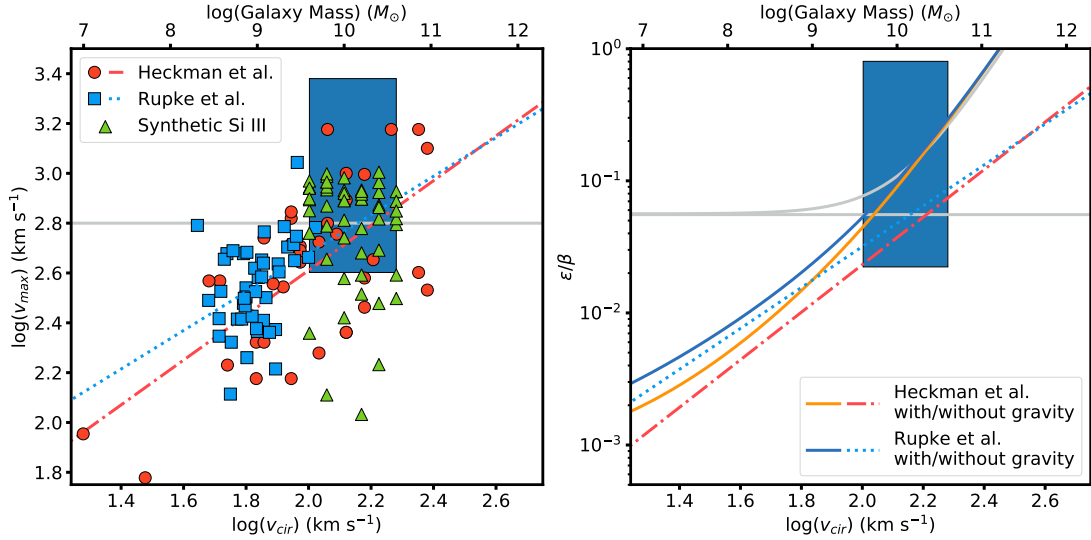 log(Galaxy Mass) (M⊙)
7 8 9 10 11 12
log(v_max) (km s⁻¹)
3.4
3.2
3.0
2.8
2.6
2.4
2.2
2.0
1.8
Heckman et al.
Rupke et al.
Synthetic Si III
1.4 1.6 1.8 2.0 2.2 2.4 2.6
log(v_cir) (km s⁻¹)
log(Galaxy Mass) (M⊙)
7 8 9 10 11 12
ε/β
10⁰
10⁻¹
10⁻²
10⁻³
Heckman et al.
with/without gravity
Rupke et al.
with/without gravity
1.4 1.6 1.8 2.0 2.2 2.4 2.6
log(v_cir) (km s⁻¹)